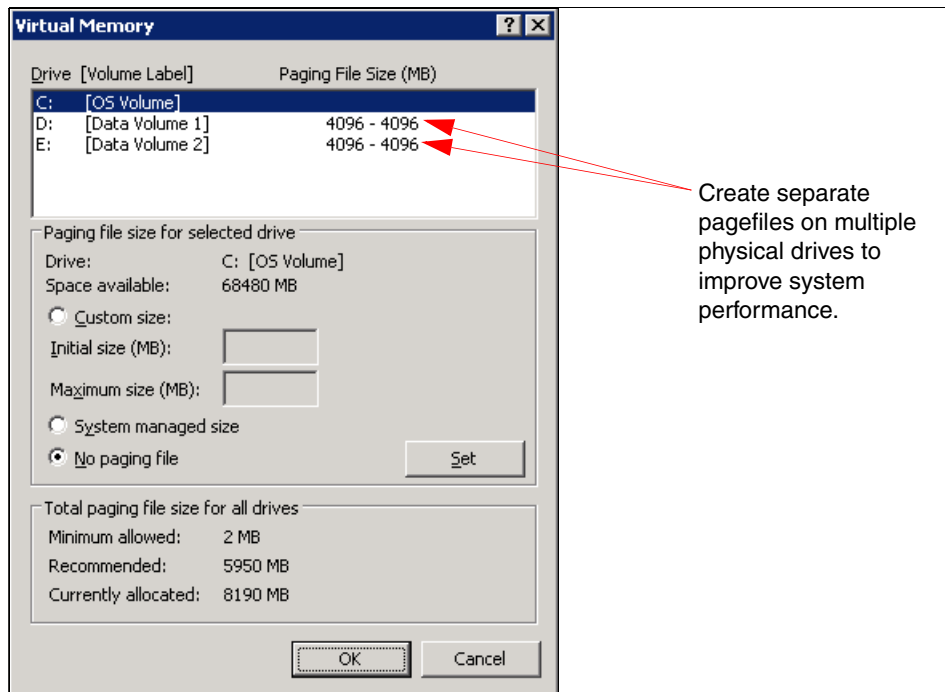 Virtual Memory
Drive [Volume Label] Paging File Size (MB)
C: [OS Volume]
D: [Data Volume 1] 4096 - 4096
E: [Data Volume 2] 4096 - 4096
Create separate
pagefiles on multiple
physical drives to
improve system
performance.
Paging file size for selected drive
Drive: C: [OS Volume]
Space available: 68480 MB
Custom size:
Initial size (MB):
Maximum size (MB):
System managed size
No paging file
Set
Total paging file size for all drives
Minimum allowed: 2 MB
Recommended: 5950 MB
Currently allocated: 8190 MB
OK Cancel